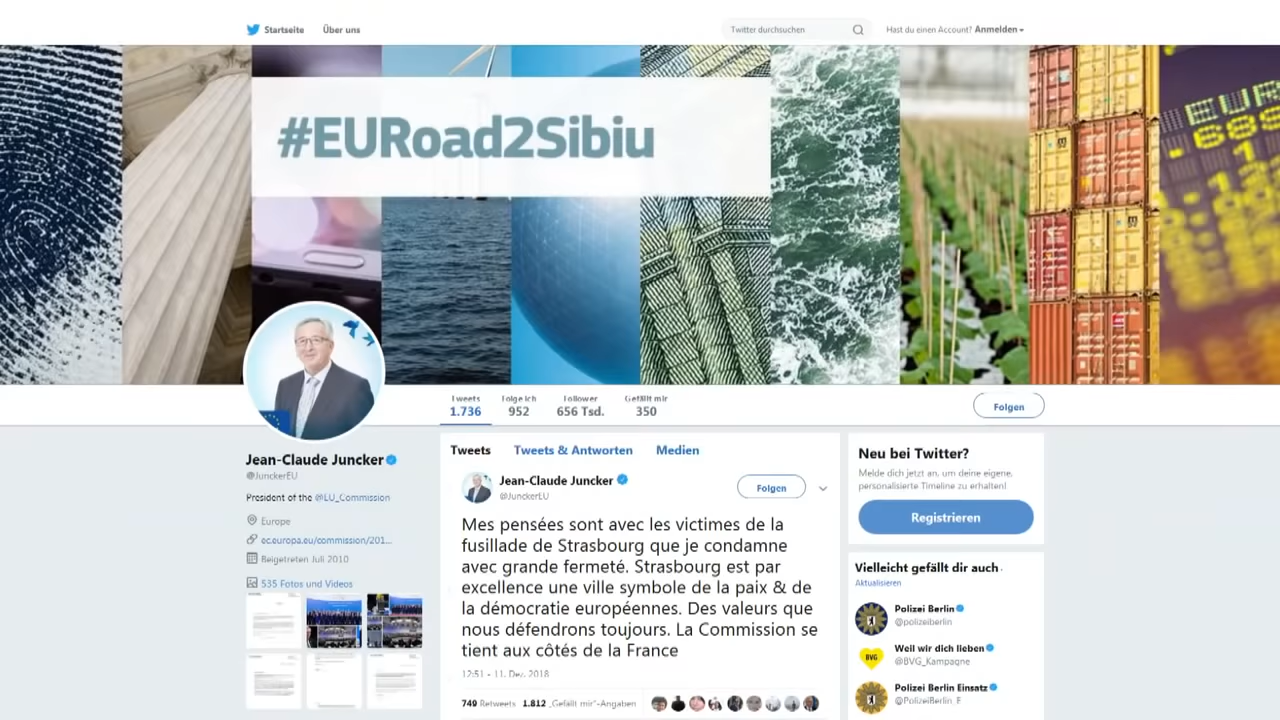 Startseite
Über uns
Twitter durchsuchen
Hast du einen Account? Anmelden
#EURoad2Sibiu
Tweets
1.736
Folge ich
952
Follower
656 Tsd.
Gefällt mir
350
Folgen
Jean-Claude Juncker
@JunckerEU
President of the @EU_Commission
Europe
ec.europa.eu/commission/201...
Beigetreten Juli 2010
535 Fotos und Videos
Tweets
Tweets & Antworten
Medien
Jean-Claude Juncker
@JunckerEU
Folgen
Mes pensées sont avec les victimes de la
fusillade de Strasbourg que je condamne
avec grande fermeté. Strasbourg est par
excellence une ville symbole de la paix & de
la démocratie européennes. Des valeurs que
nous défendrons toujours. La Commission se
tient aux côtés de la France
12:51 - 11. Dez. 2018
749 Retweets 1.812 „Gefällt mir“-Angaben
Neu bei Twitter?
Melde dich jetzt an, um deine eigene,
personalisierte Timeline zu erhalten!
Registrieren
Vielleicht gefällt dir auch
Aktualisieren
Polizei Berlin
@polizeiberlin
BVG
Weil wir dich lieben
@BVG_Kampagne
Polizei Berlin Einsatz
@PolizeiBerlin_E